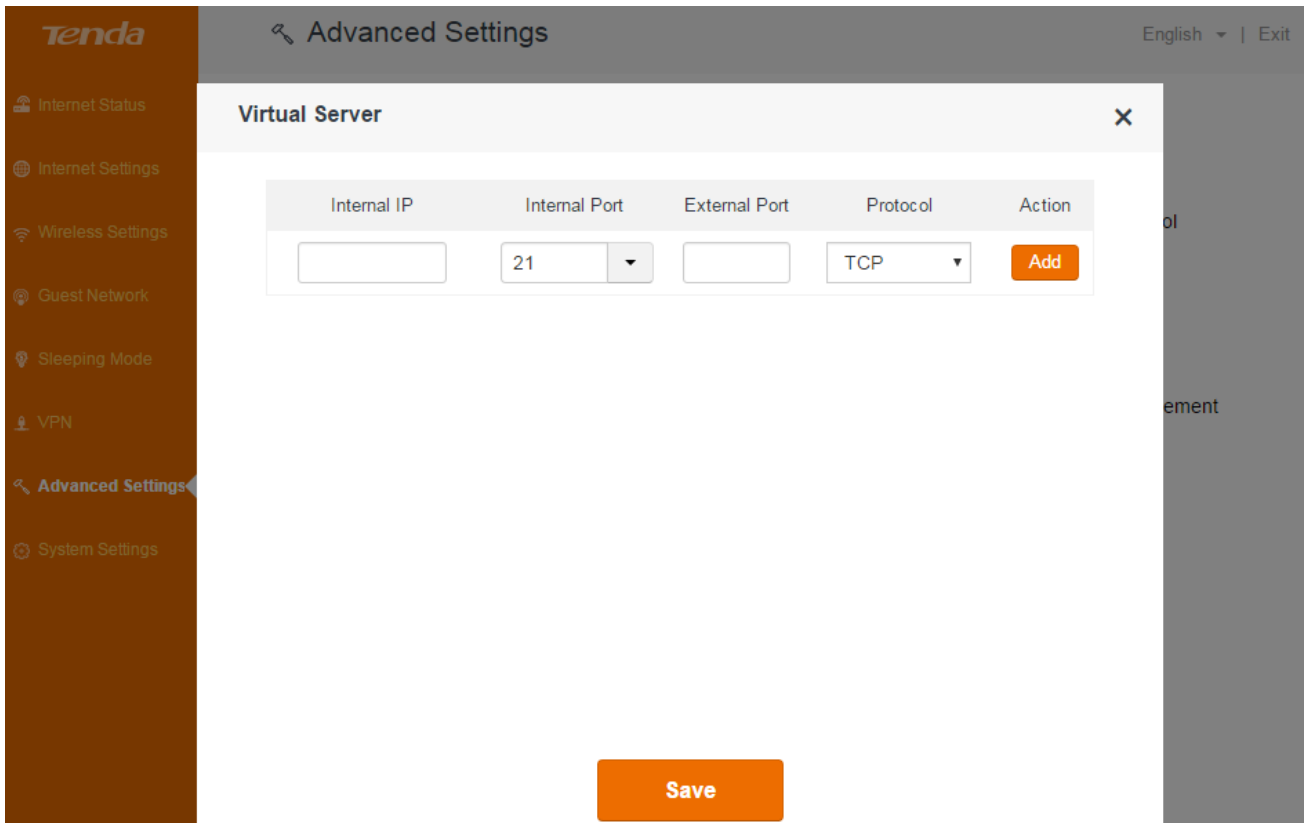 Tenda
Advanced Settings
English | Exit
Internet Status
Internet Settings
Wireless Settings
Guest Network
Sleeping Mode
VPN
Advanced Settings
System Settings
Virtual Server ×
Internal IP Internal Port External Port Protocol Action
21 TCP Add
ol
ement
Save